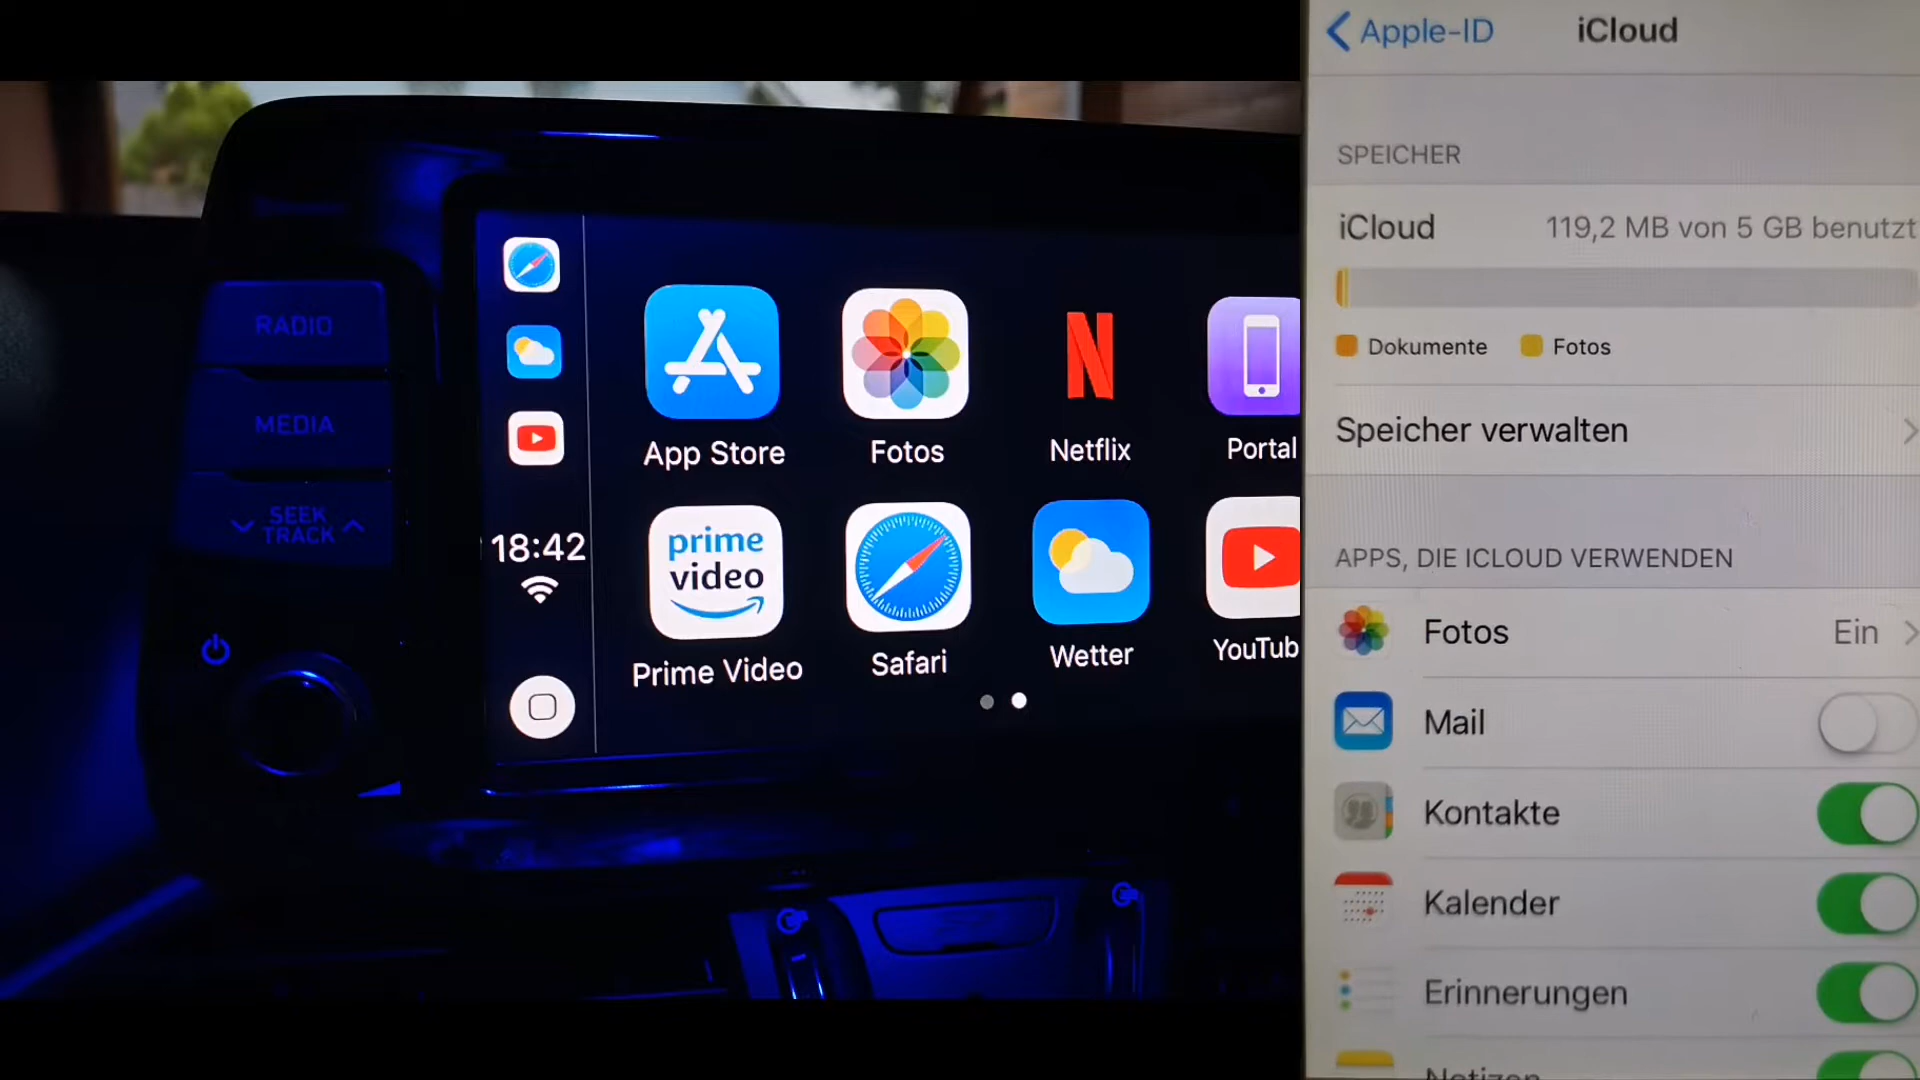 RADIO
MEDIA
SEEK
TRACK
18:42
App Store
Fotos
Netflix
Portal
prime
video
Prime Video
Safari
Wetter
YouTub
Apple-ID
iCloud
SPEICHER
iCloud
119,2 MB von 5 GB benutzt
Dokumente
Fotos
Speicher verwalten
APPS, DIE ICLOUD VERWENDEN
Fotos
Ein
Mail
Kontakte
Kalender
Erinnerungen
Notizen